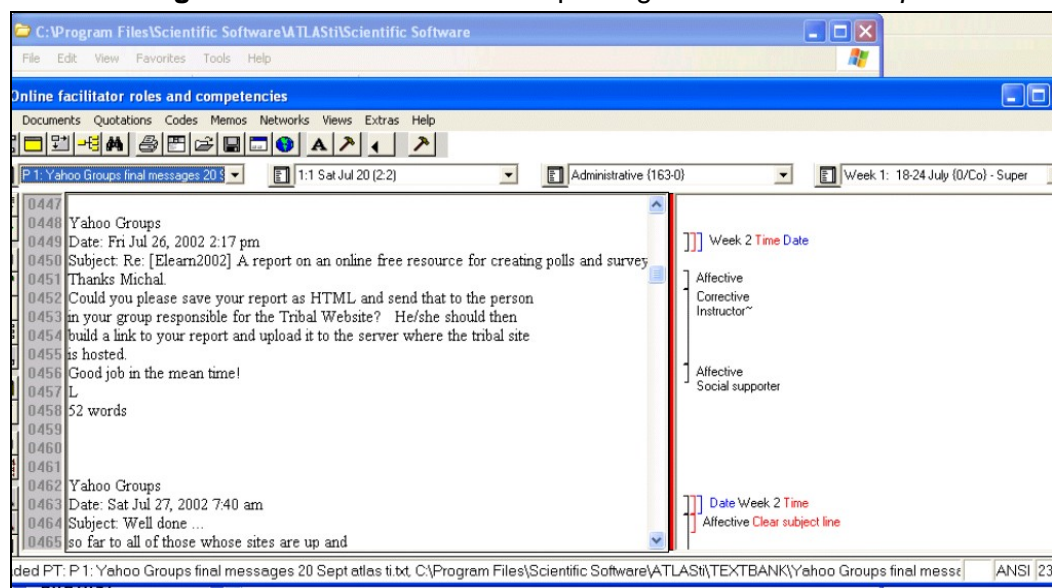 C:\Program Files\Scientific Software\ATLASti\Scientific Software
File Edit View Favorites Tools Help
Online facilitator roles and competencies
Documents Quotations Codes Memos Networks Views Extras Help
A
P 1: Yahoo Groups final messages 20 S 1:1 Sat Jul 20 (2:2) Administrative {163-0} Week 1: 18-24 July {0/Co} - Super
0447
0448 Yahoo Groups
0449 Date: Fri Jul 26, 2002 2:17 pm Week 2 Time Date
0450 Subject: Re: [Elearn2002] A report on an online free resource for creating polls and survey
0451 Thanks Michal. Affective
0452 Could you please save your report as HTML and send that to the person Corrective
0453 in your group responsible for the Tribal Website? He/she should then Instructor~
0454 build a link to your report and upload it to the server where the tribal site
0455 is hosted.
0456 Good job in the mean time! Affective
0457 L Social supporter
0458 52 words
0459
0460
0461
0462 Yahoo Groups
0463 Date: Sat Jul 27, 2002 7:40 am Date Week 2 Time
0464 Subject: Well done ... Affective Clear subject line
0465 so far to all of those whose sites are up and
ded PT: P 1: Yahoo Groups final messages 20 Sept atlas ti.txt, C:\Program Files\Scientific Software\ATLASti\TEXTBANK\Yahoo Groups final messa ANSI 23